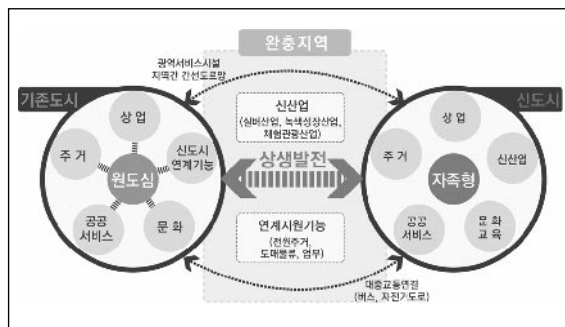 완충지역
광역서비스시설
지역간 간선도로망
기존도시
신도시
상 업
주 거
신도시
연계기능
원도심
공공
서비스
문 화
신산업
(실버산업, 녹색성장산업,
체험관광산업)
상생발전
연계지원기능
(전원주거,
도매물류, 업무)
상 업
주 거
신산업
자족형
공공
서비스
문 화
교 육
대중교통연결
(버스, 자전거도로)